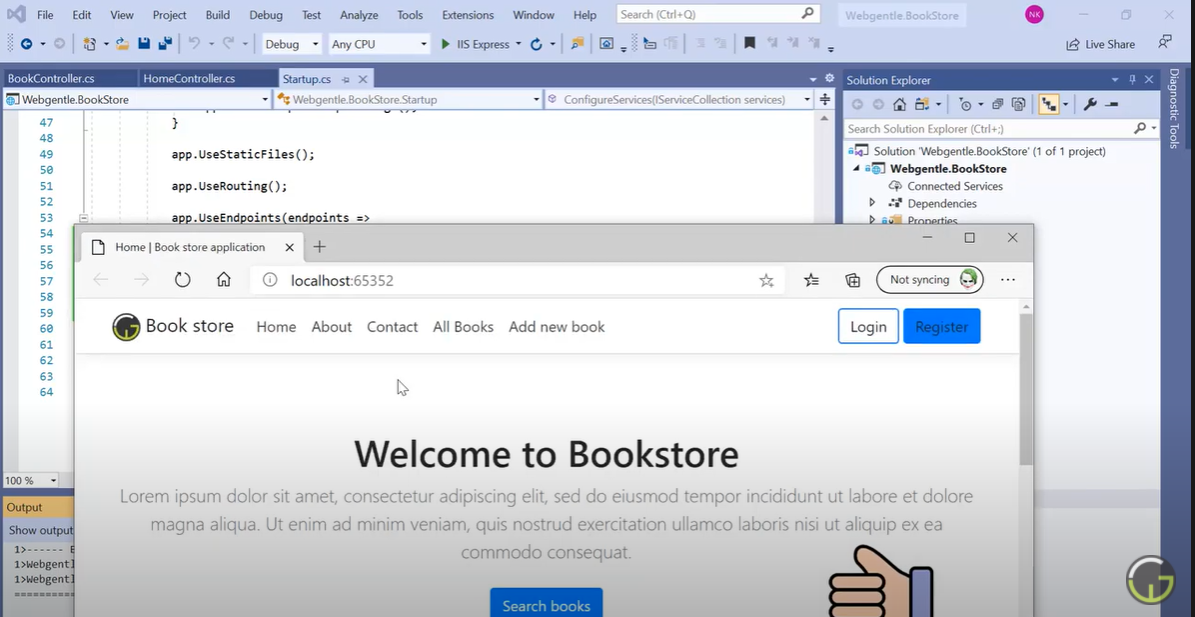 File Edit View Project Build Debug Test Analyze Tools Extensions Window Help Search (Ctrl+Q) Webgentle.BookStore NK
Debug Any CPU IIS Express Live Share
BookController.cs HomeController.cs Startup.cs
Webgentle.BookStore Webgentle.BookStore.Startup ConfigureServices(IServiceCollection services)
47 }
48
49 app.UseStaticFiles();
50
51 app.UseRouting();
52
53 app.UseEndpoints(endpoints =>
54
55
56
57
58
59
60
61
62
63
64
100 %
Output
Show output
1>------
1>Webgentl
1>Webgentl
==========
Solution Explorer
Search Solution Explorer (Ctrl+;)
Solution 'Webgentle.BookStore' (1 of 1 project)
Webgentle.BookStore
Connected Services
Dependencies
Properties
Diagnostic Tools
Home | Book store application
localhost:65352 Not syncing
Book store Home About Contact All Books Add new book Login Register
Welcome to Bookstore
Lorem ipsum dolor sit amet, consectetur adipiscing elit, sed do eiusmod tempor incididunt ut labore et dolore
magna aliqua. Ut enim ad minim veniam, quis nostrud exercitation ullamco laboris nisi ut aliquip ex ea
commodo consequat.
Search books